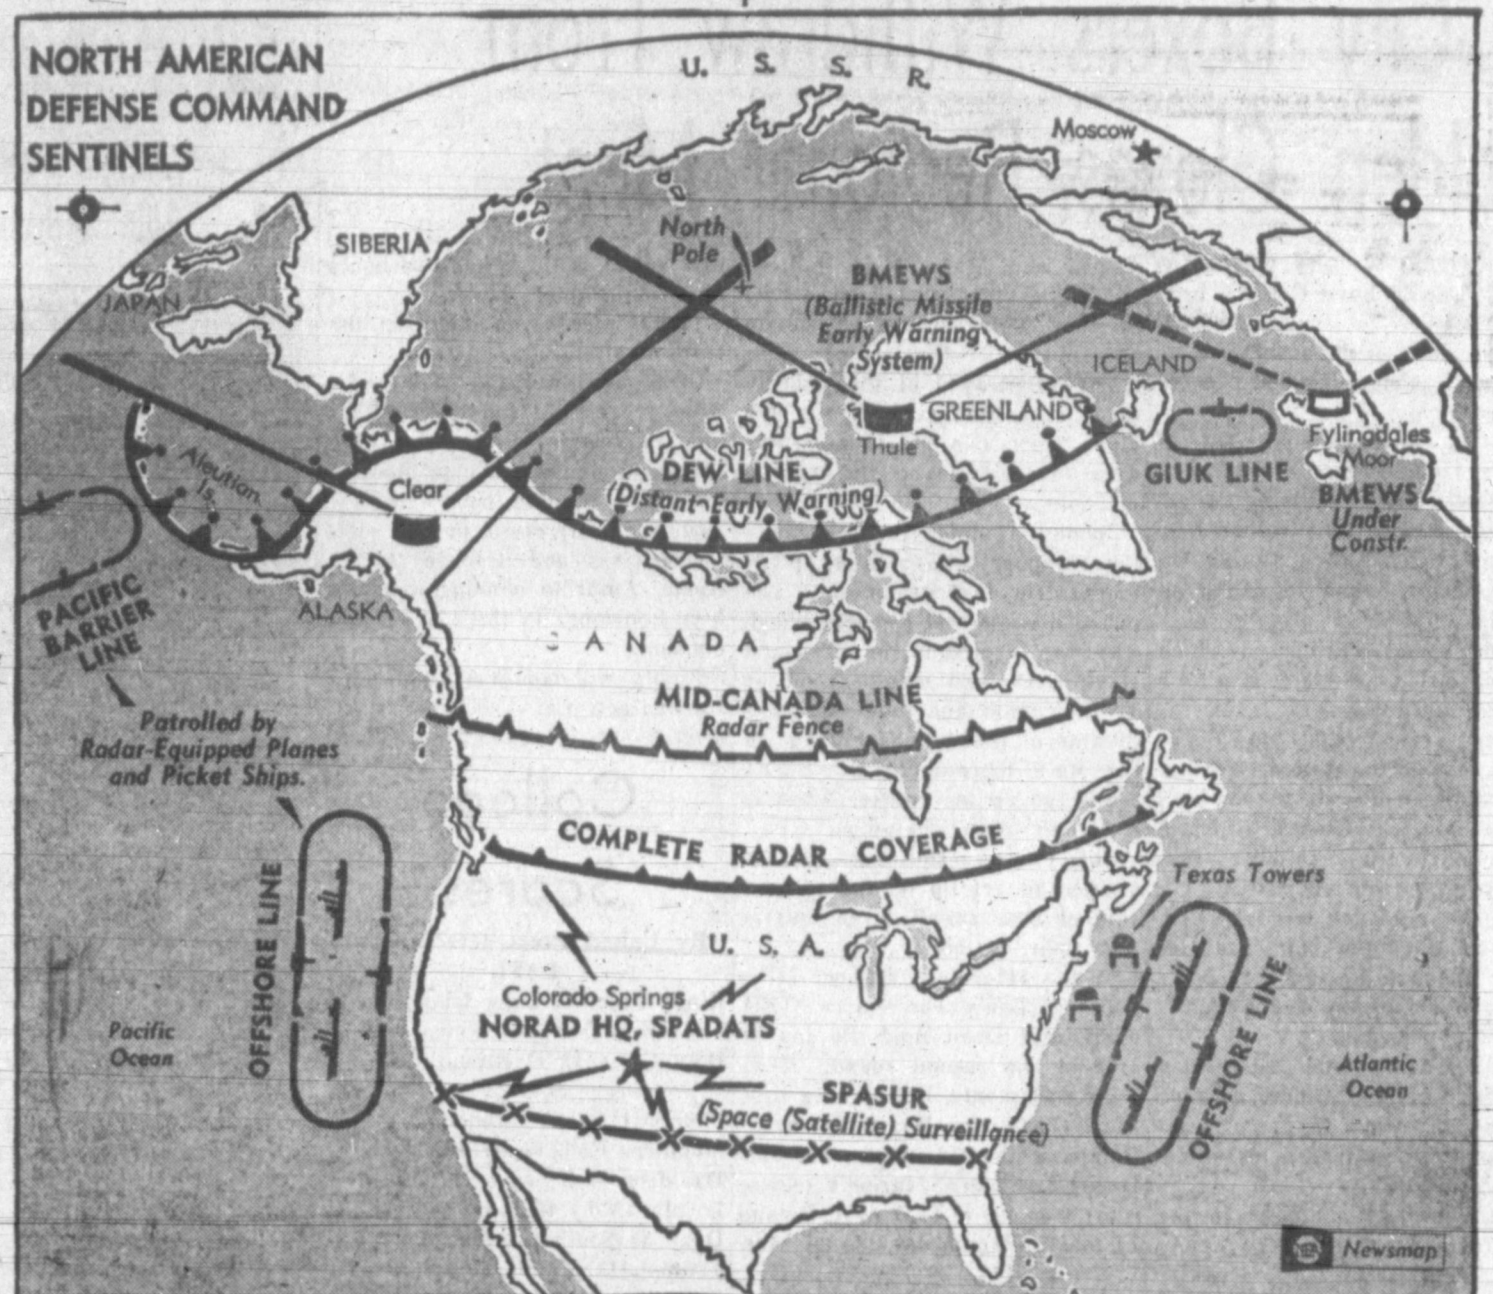 NORTH AMERICAN
DEFENSE COMMAND
SENTINELS
U. S. S. R.
Moscow
SIBERIA
North
Pole
JAPAN
BMEWS
(Ballistic Missile
Early Warning
System)
ICELAND
GREENLAND
Thule
Fylingdales
Moor
GIUK LINE
BMEWS
Under
Constr.
Aleutian
Is.
Clear
DEW LINE
(Distant Early Warning)
PACIFIC
BARRIER
LINE
ALASKA
ANADA
MID-CANADA LINE
Radar Fence
Patrolled by
Radar-Equipped Planes
and Picket Ships.
COMPLETE RADAR COVERAGE
Texas Towers
OFFSHORE LINE
U. S. A.
Colorado Springs
NORAD HQ, SPADATS
Pacific
Ocean
OFFSHORE LINE
Atlantic
Ocean
SPASUR
(Space (Satellite) Surveillance)
NEA
Newsmap